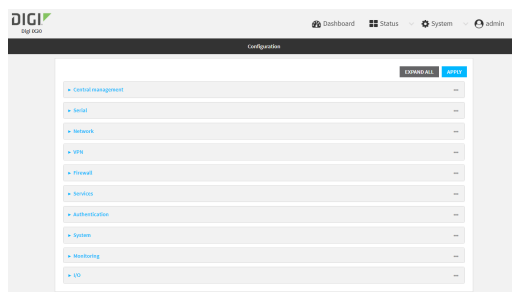 DIGI
Digi IX20
Dashboard
Status
System
admin
Configuration
EXPAND ALL
APPLY
Central management
Serial
Network
VPN
Firewall
Services
Authentication
System
Monitoring
I/O